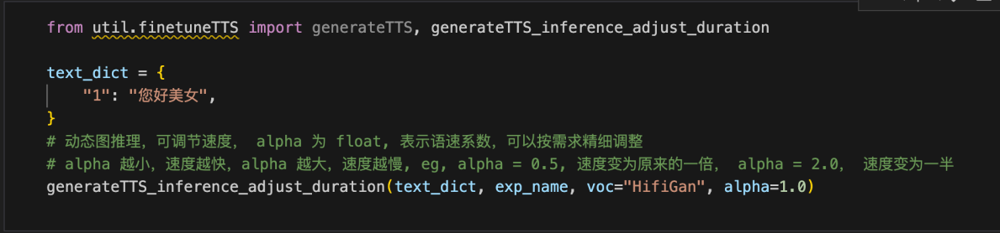 from util.finetuneTTS import generateTTS, generateTTS_inference_adjust_duration
text_dict = {
"1": "您好美女",
}
# 动态图推理，可调节速度， alpha 为 float, 表示语速系数，可以按需求精细调整
# alpha 越小，速度越快，alpha 越大，速度越慢, eg, alpha = 0.5, 速度变为原来的一倍， alpha = 2.0， 速度变为一半
generateTTS_inference_adjust_duration(text_dict, exp_name, voc="HifiGan", alpha=1.0)